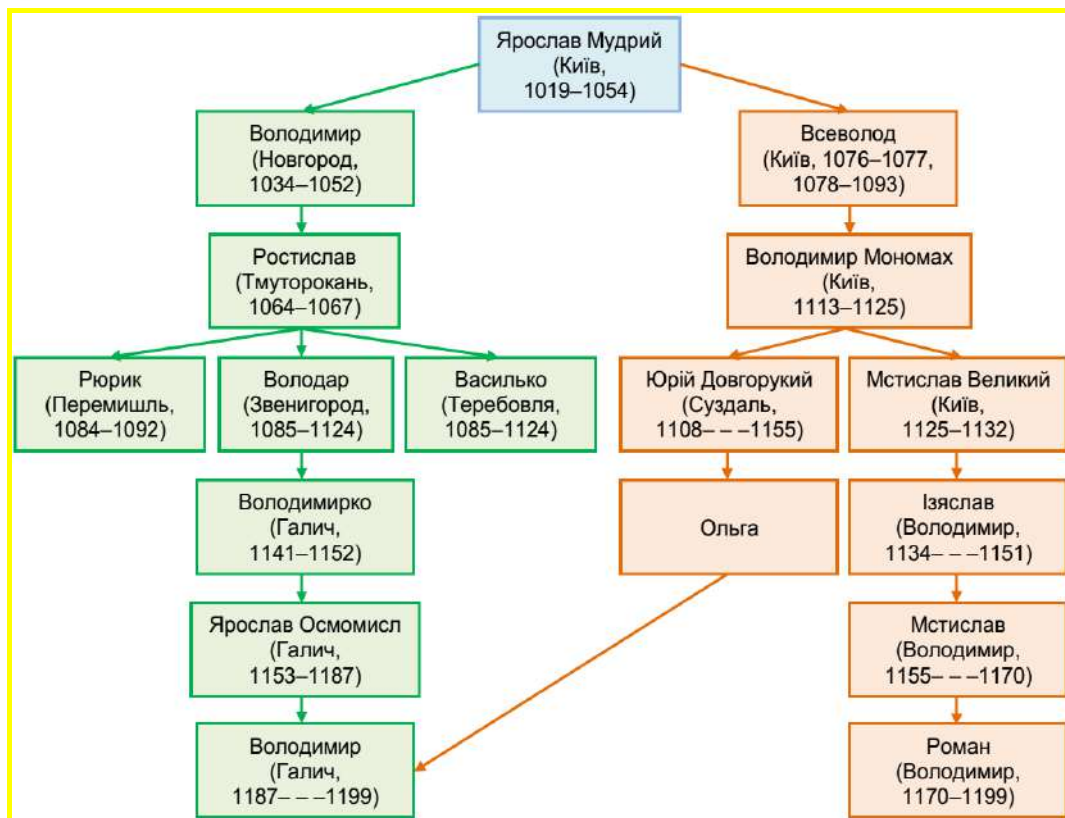 Ярослав Мудрий
(Київ,
1019–1054)
Володимир
(Новгород,
1034–1052)
Всеволод
(Київ, 1076–1077,
1078–1093)
Ростислав
(Тмуторокань,
1064–1067)
Володимир Мономах
(Київ,
1113–1125)
Рюрик
(Перемишль,
1084–1092)
Володар
(Звенигород,
1085–1124)
Василько
(Теребовля,
1085–1124)
Юрій Довгорукий
(Суздаль,
1108– – –1155)
Мстислав Великий
(Київ,
1125–1132)
Володимирко
(Галич,
1141–1152)
Ольга
Ізяслав
(Володимир,
1134– – –1151)
Ярослав Осмомисл
(Галич,
1153–1187)
Мстислав
(Володимир,
1155– – –1170)
Володимир
(Галич,
1187– – –1199)
Роман
(Володимир,
1170–1199)